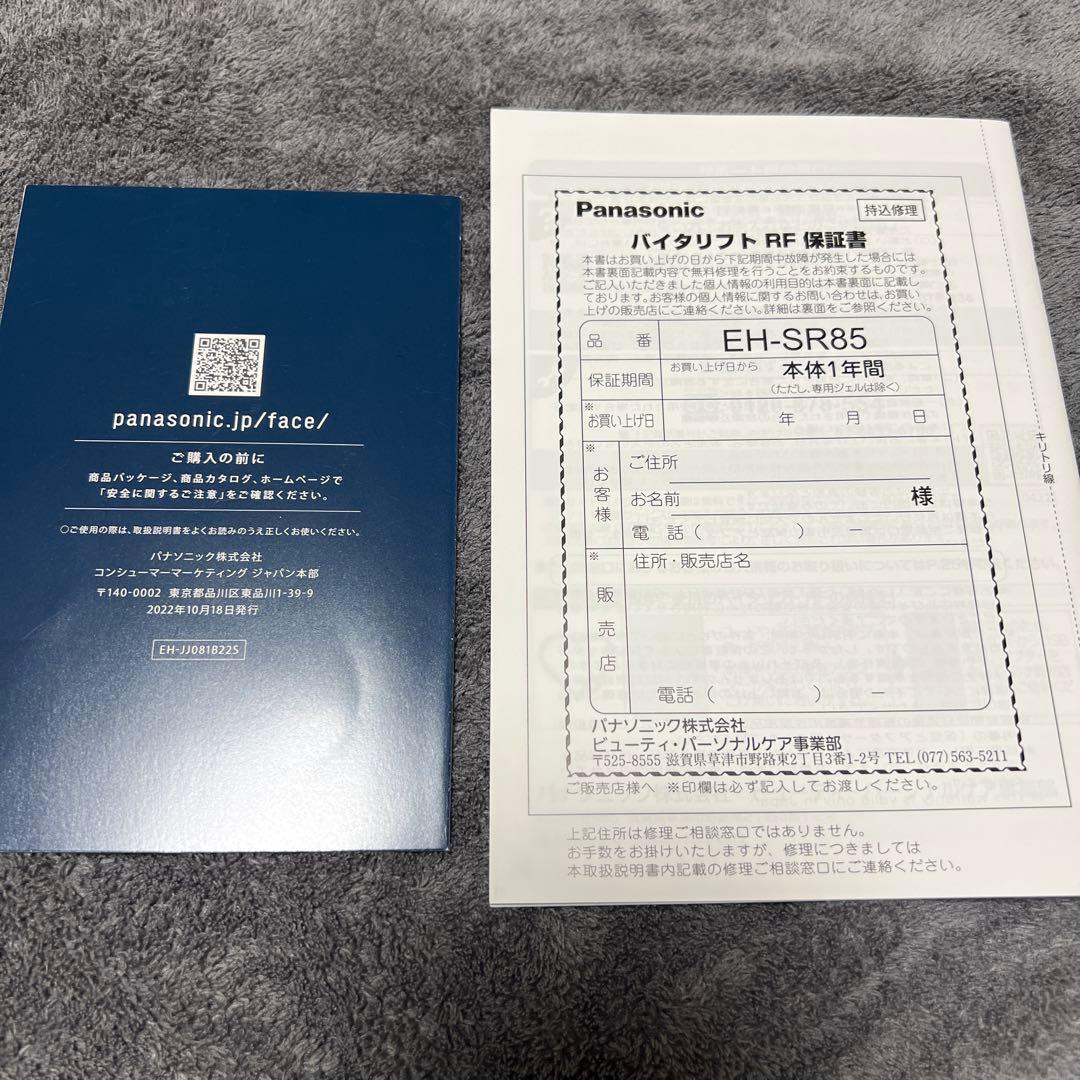 panasonic.jp/face/
ご購入の前に
商品パッケージ、商品カタログ、ホームページで
「安全に関するご注意」をご確認ください。
○ご使用の際は、取扱説明書をよくお読みのうえ正しくお使いください。
パナソニック株式会社
コンシューマーマーケティング ジャパン本部
〒140-0002 東京都品川区東品川1-39-9
2022年10月18日発行
EH-JJ081B22S
Panasonic
持込修理
バイタリフト RF 保証書
本書はお買い上げの日から下記期間中故障が発生した場合には
本書裏面記載内容で無料修理を行うことをお約束するものです。
ご記入いただきました個人情報の利用目的は本書裏面に記載し
ております。お客様の個人情報に関するお問い合わせは、お買い
上げの販売店にご連絡ください。詳細は裏面をご参照ください。
品 番 EH-SR85
保証期間 お買い上げ日から 本体1年間
(ただし、専用ジェルは除く)
※お買い上げ日 年 月 日
※お客様
ご住所
お名前 様
電 話( ) ー
※販売店
住所・販売店名
電話( ) ー
パナソニック株式会社
ビューティ・パーソナルケア事業部
〒525-8555 滋賀県草津市野路東2丁目3番1-2号 TEL(077)563-5211
ご販売店様へ ※印欄は必ず記入してお渡しください。
上記住所は修理ご相談窓口ではありません。
お手数をお掛けいたしますが、修理につきましては
本取扱説明書内記載の修理ご相談窓口にご連絡ください。
キリトリ線